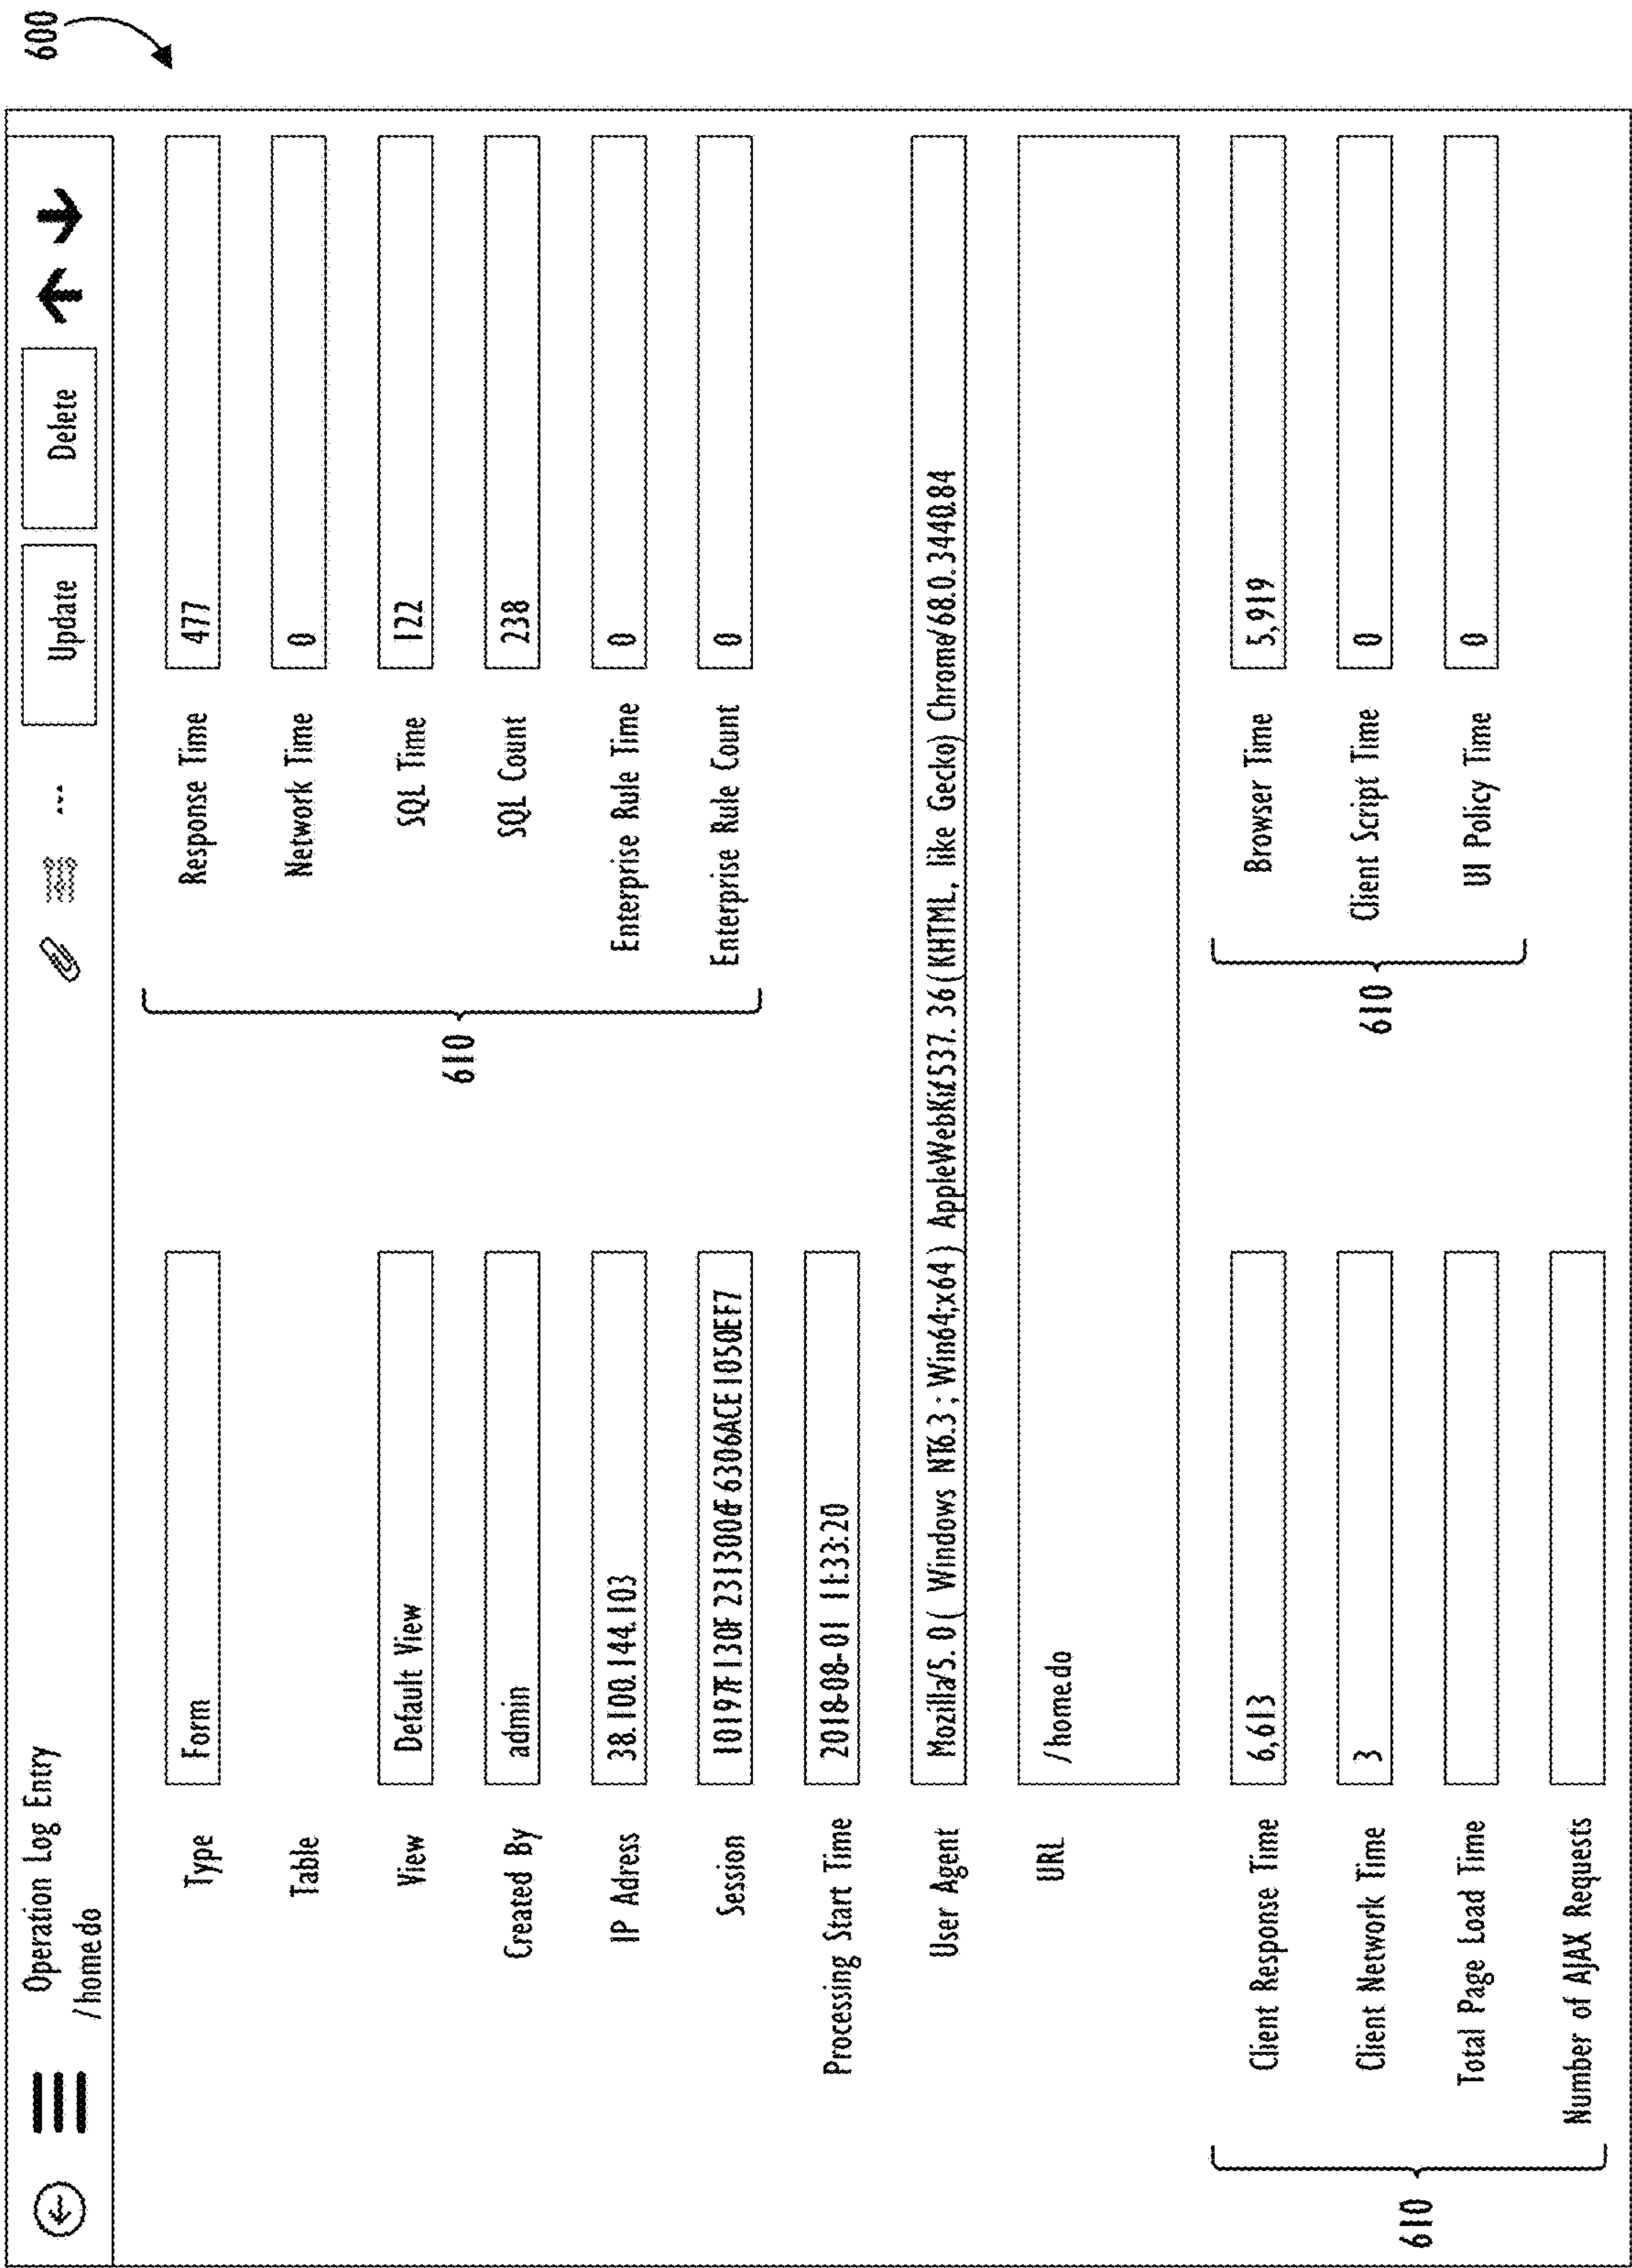 600
Operation Log Entry
/home.do
...
Update
Delete
Type
Form
Response Time
477
Table
Network Time
0
View
Default View
SQL Time
122
Created By
admin
SQL Count
238
IP Adress
38.100.144.103
Enterprise Rule Time
0
Session
Enterprise Rule Count
0
610
Processing Start Time
2018-08-01 11:33:20
User Agent
Mozilla/5. 0 ( Windows NT6.3 ; Win64;x64 ) AppleWebKit/537. 36 (KHTML, like Gecko) Chrome/68.0.3440.84
URL
/home.do
Client Response Time
6,613
Browser Time
5,919
Client Network Time
3
Client Script Time
0
Total Page Load Time
UI Policy Time
0
Number of AJAX Requests
610
610